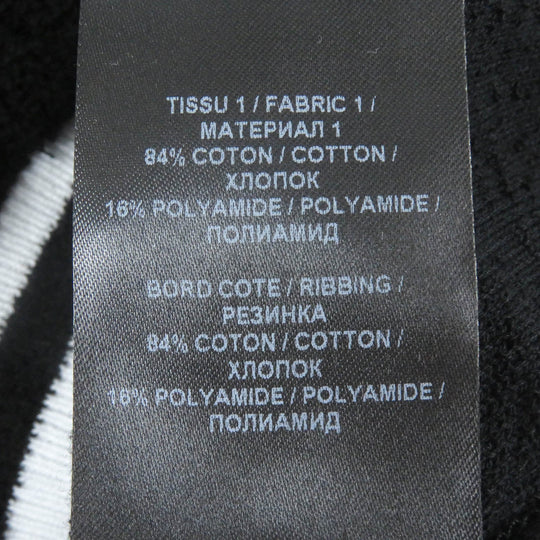 TISSU 1 / FABRIC 1 /
МАТЕРИАЛ 1
84% COTON / COTTON /
ХЛОПОК
16% POLYAMIDE / POLYAMIDE /
ПОЛИАМИД
BORD COTE / RIBBING /
РЕЗИНКА
84% COTON / COTTON /
ХЛОПОК
16% POLYAMIDE / POLYAMIDE /
ПОЛИАМИД